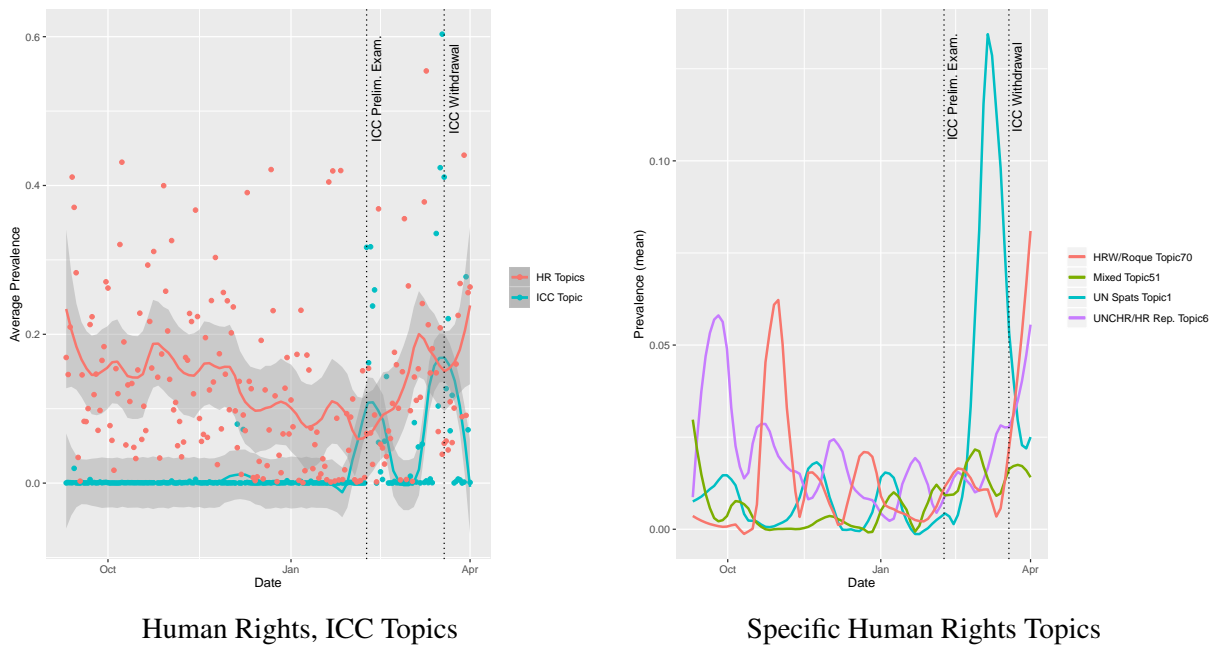 0.6
0.4
0.2
0.0
Average Prevalence
ICC Prelim. Exam.
ICC Withdrawal
Oct
Jan
Apr
Date
HR Topics
ICC Topic
Human Rights, ICC Topics
0.10
0.05
0.00
Prevalence (mean)
ICC Prelim. Exam.
ICC Withdrawal
Oct
Jan
Apr
Date
HRW/Roque Topic70
Mixed Topic51
UN Spats Topic1
UNCHR/HR Rep. Topic6
Specific Human Rights Topics